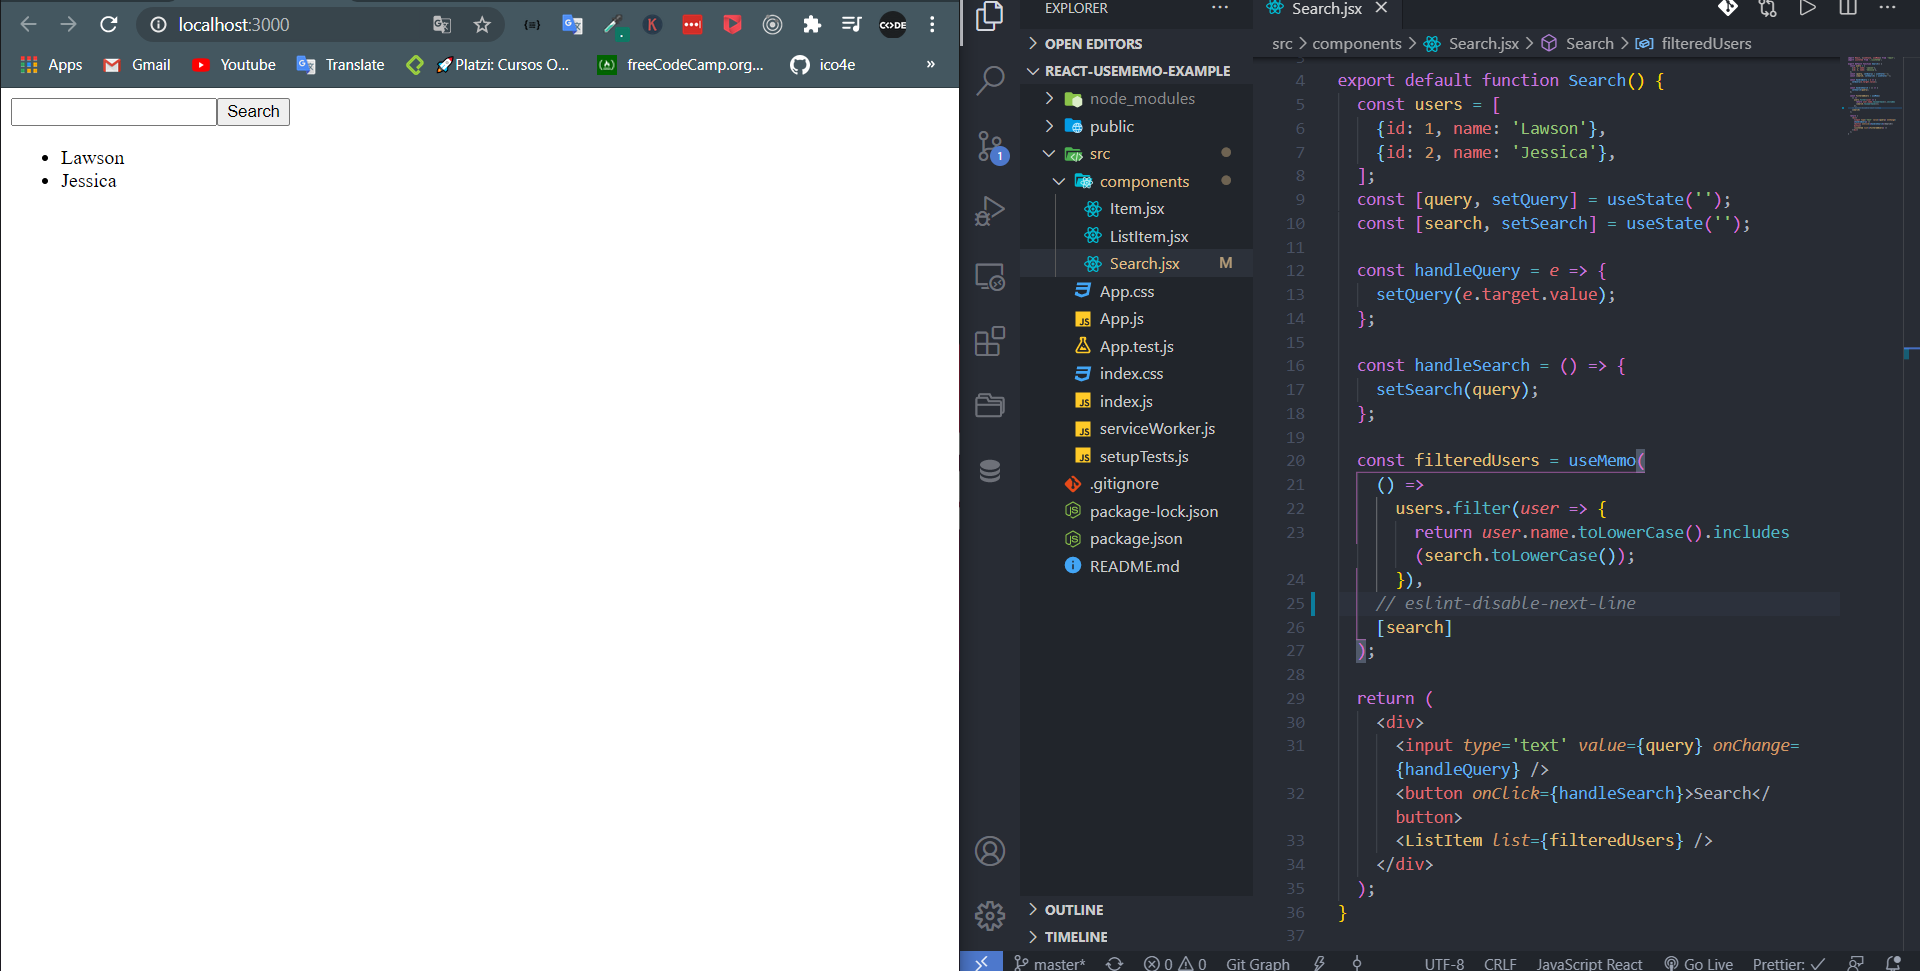 localhost:3000
Apps Gmail Youtube Translate Platzi: Cursos O... freeCodeCamp.org... ico4e »
Search
• Lawson
• Jessica
EXPLORER ...
OPEN EDITORS
REACT-USEMEMO-EXAMPLE
node_modules
public
src
components
Item.jsx
ListItem.jsx
Search.jsx M
App.css
App.js
App.test.js
index.css
index.js
serviceWorker.js
setupTests.js
.gitignore
package-lock.json
package.json
README.md
OUTLINE
TIMELINE
1
Search.jsx
src > components > Search.jsx > Search > filteredUsers
4 export default function Search() {
5 const users = [
6 {id: 1, name: 'Lawson'},
7 {id: 2, name: 'Jessica'},
8 ];
9 const [query, setQuery] = useState('');
10 const [search, setSearch] = useState('');
11
12 const handleQuery = e => {
13 setQuery(e.target.value);
14 };
15
16 const handleSearch = () => {
17 setSearch(query);
18 };
19
20 const filteredUsers = useMemo(
21 () =>
22 users.filter(user => {
23 return user.name.toLowerCase().includes
(search.toLowerCase());
24 }),
25 // eslint-disable-next-line
26 [search]
27 );
28
29 return (
30 <div>
31 <input type='text' value={query} onChange=
{handleQuery} />
32 <button onClick={handleSearch}>Search</
button>
33 <ListItem list={filteredUsers} />
34 </div>
35 );
36 }
37
master* 0 0 Git Graph UTF-8 CRLF JavaScript React Go Live Prettier: ✓